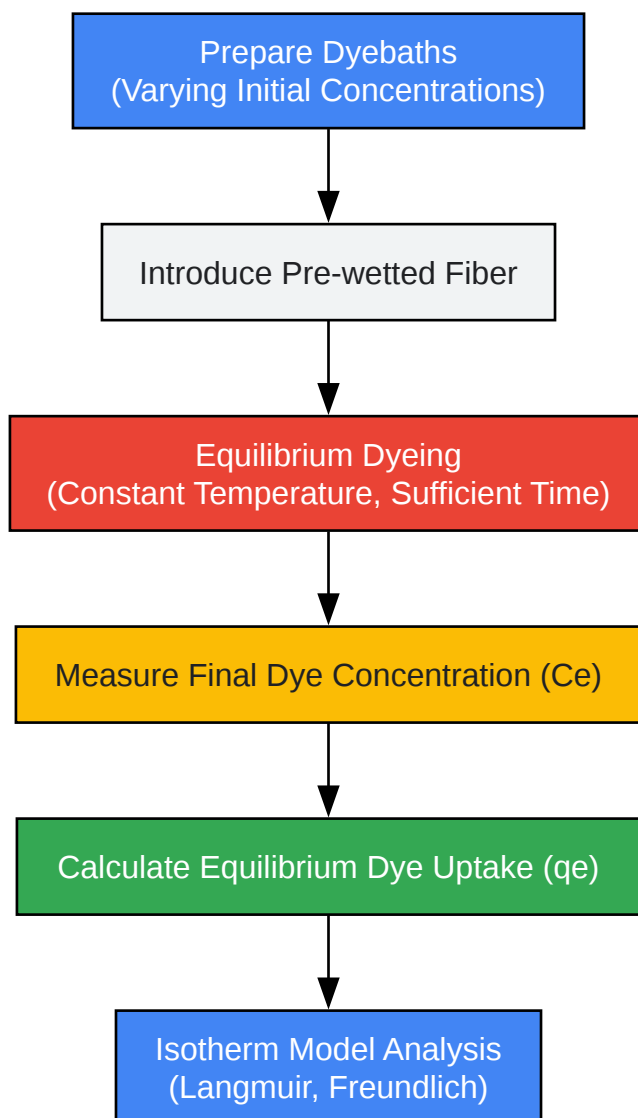 Prepare Dyebaths
(Varying Initial Concentrations)
Introduce Pre-wetted Fiber
Equilibrium Dyeing
(Constant Temperature, Sufficient Time)
Measure Final Dye Concentration (Ce)
Calculate Equilibrium Dye Uptake (qe)
Isotherm Model Analysis
(Langmuir, Freundlich)